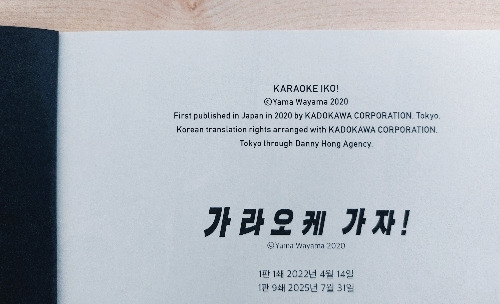 KARAOKE IKO!
©Yama Wayama 2020
First published in Japan in 2020 by KADOKAWA CORPORATION, Tokyo.
Korean translation rights arranged with KADOKAWA CORPORATION,
Tokyo through Danny Hong Agency.
가라오케 가자!
©Yama Wayama 2020
1판 1쇄 2022년 4월 14일
1판 9쇄 2025년 7월 31일